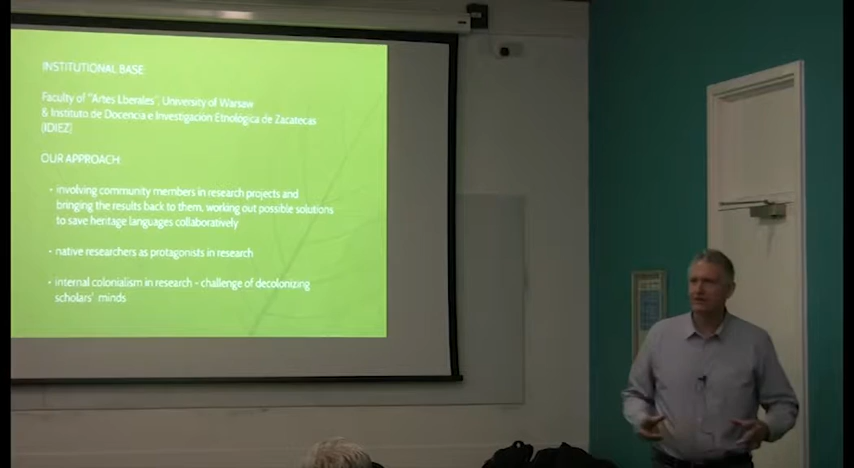 INSTITUTIONAL BASE
Faculty of "Artes Lberales", University of Warsaw
& Instituto de Docencia e Investigación Etnológica de Zacatecas
(IDIEZ)
OUR APPROACH
• involving community members in research projects and
bringing the results back to them, working out possible solutions
to save heritage languages collaboratively
• native researchers as protagonists in research
• internal colonialism in research - challenge of decolonizing
scholars' minds